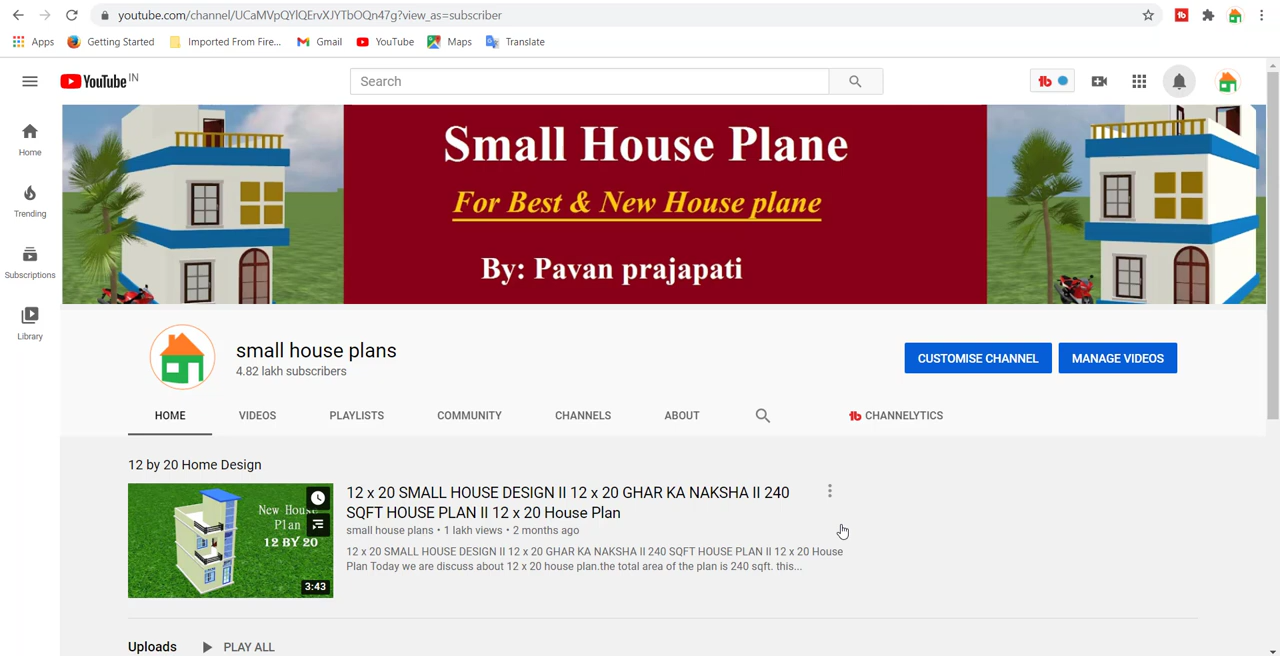 youtube.com/channel/UCaMVpQYlQErvXJYTbOQn47g?view_as=subscriber
Apps Getting Started Imported From Fire... Gmail YouTube Maps Translate
YouTube IN
Search
tb
Small House Plane
For Best & New House plane
By: Pavan prajapati
Home
Trending
Subscriptions
Library
small house plans
4.82 lakh subscribers
CUSTOMISE CHANNEL MANAGE VIDEOS
HOME VIDEOS PLAYLISTS COMMUNITY CHANNELS ABOUT tb CHANNELYTICS
12 by 20 Home Design
New House
Plan
12 BY 20
3:43
12 x 20 SMALL HOUSE DESIGN II 12 x 20 GHAR KA NAKSHA II 240
SQFT HOUSE PLAN II 12 x 20 House Plan
small house plans • 1 lakh views • 2 months ago
12 x 20 SMALL HOUSE DESIGN II 12 x 20 GHAR KA NAKSHA II 240 SQFT HOUSE PLAN II 12 x 20 House
Plan Today we are discuss about 12 x 20 house plan.the total area of the plan is 240 sqft. this...
Uploads PLAY ALL